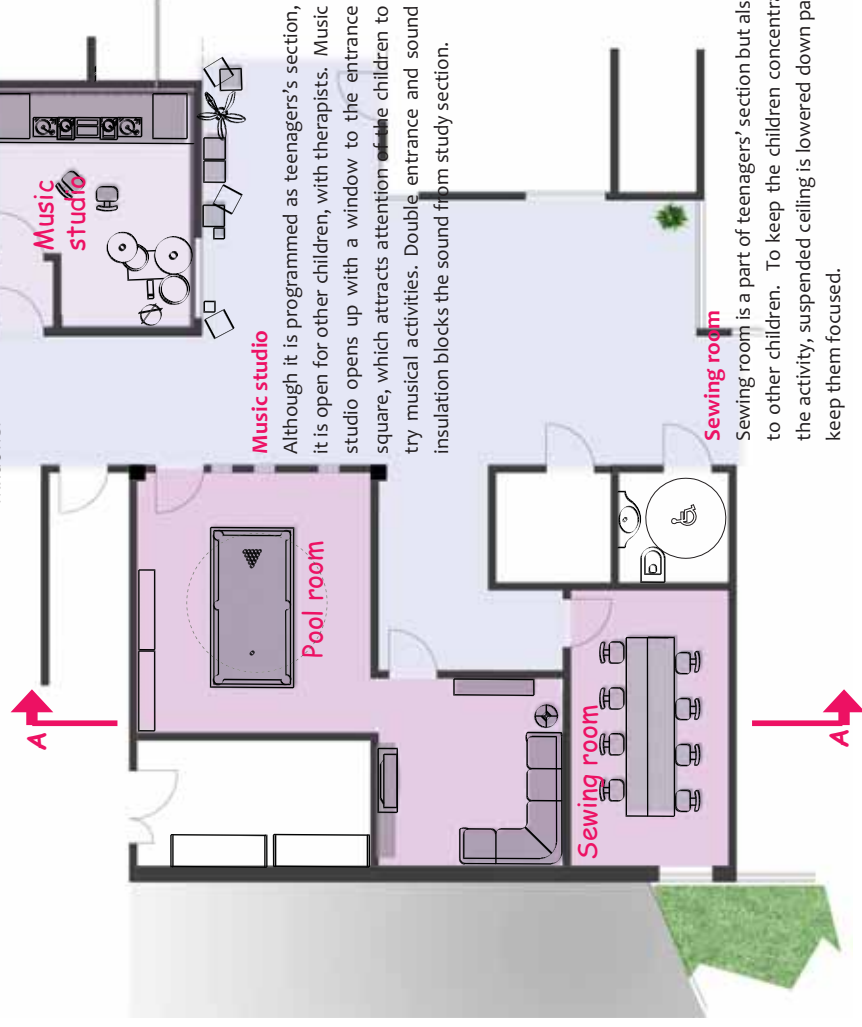 Music
studio
Music studio
Although it is programmed as teenagers's section,
it is open for other children, with therapists. Music
studio opens up with a window to the entrance
square, which attracts attention of the children to
try musical activities. Double entrance and sound
insulation blocks the sound from study section.
Pool room
A
Sewing room
Sewing room
Sewing room is a part of teenagers' section but als
to other children. To keep the children concentra
the activity, suspended ceiling is lowered down pa
keep them focused.
A